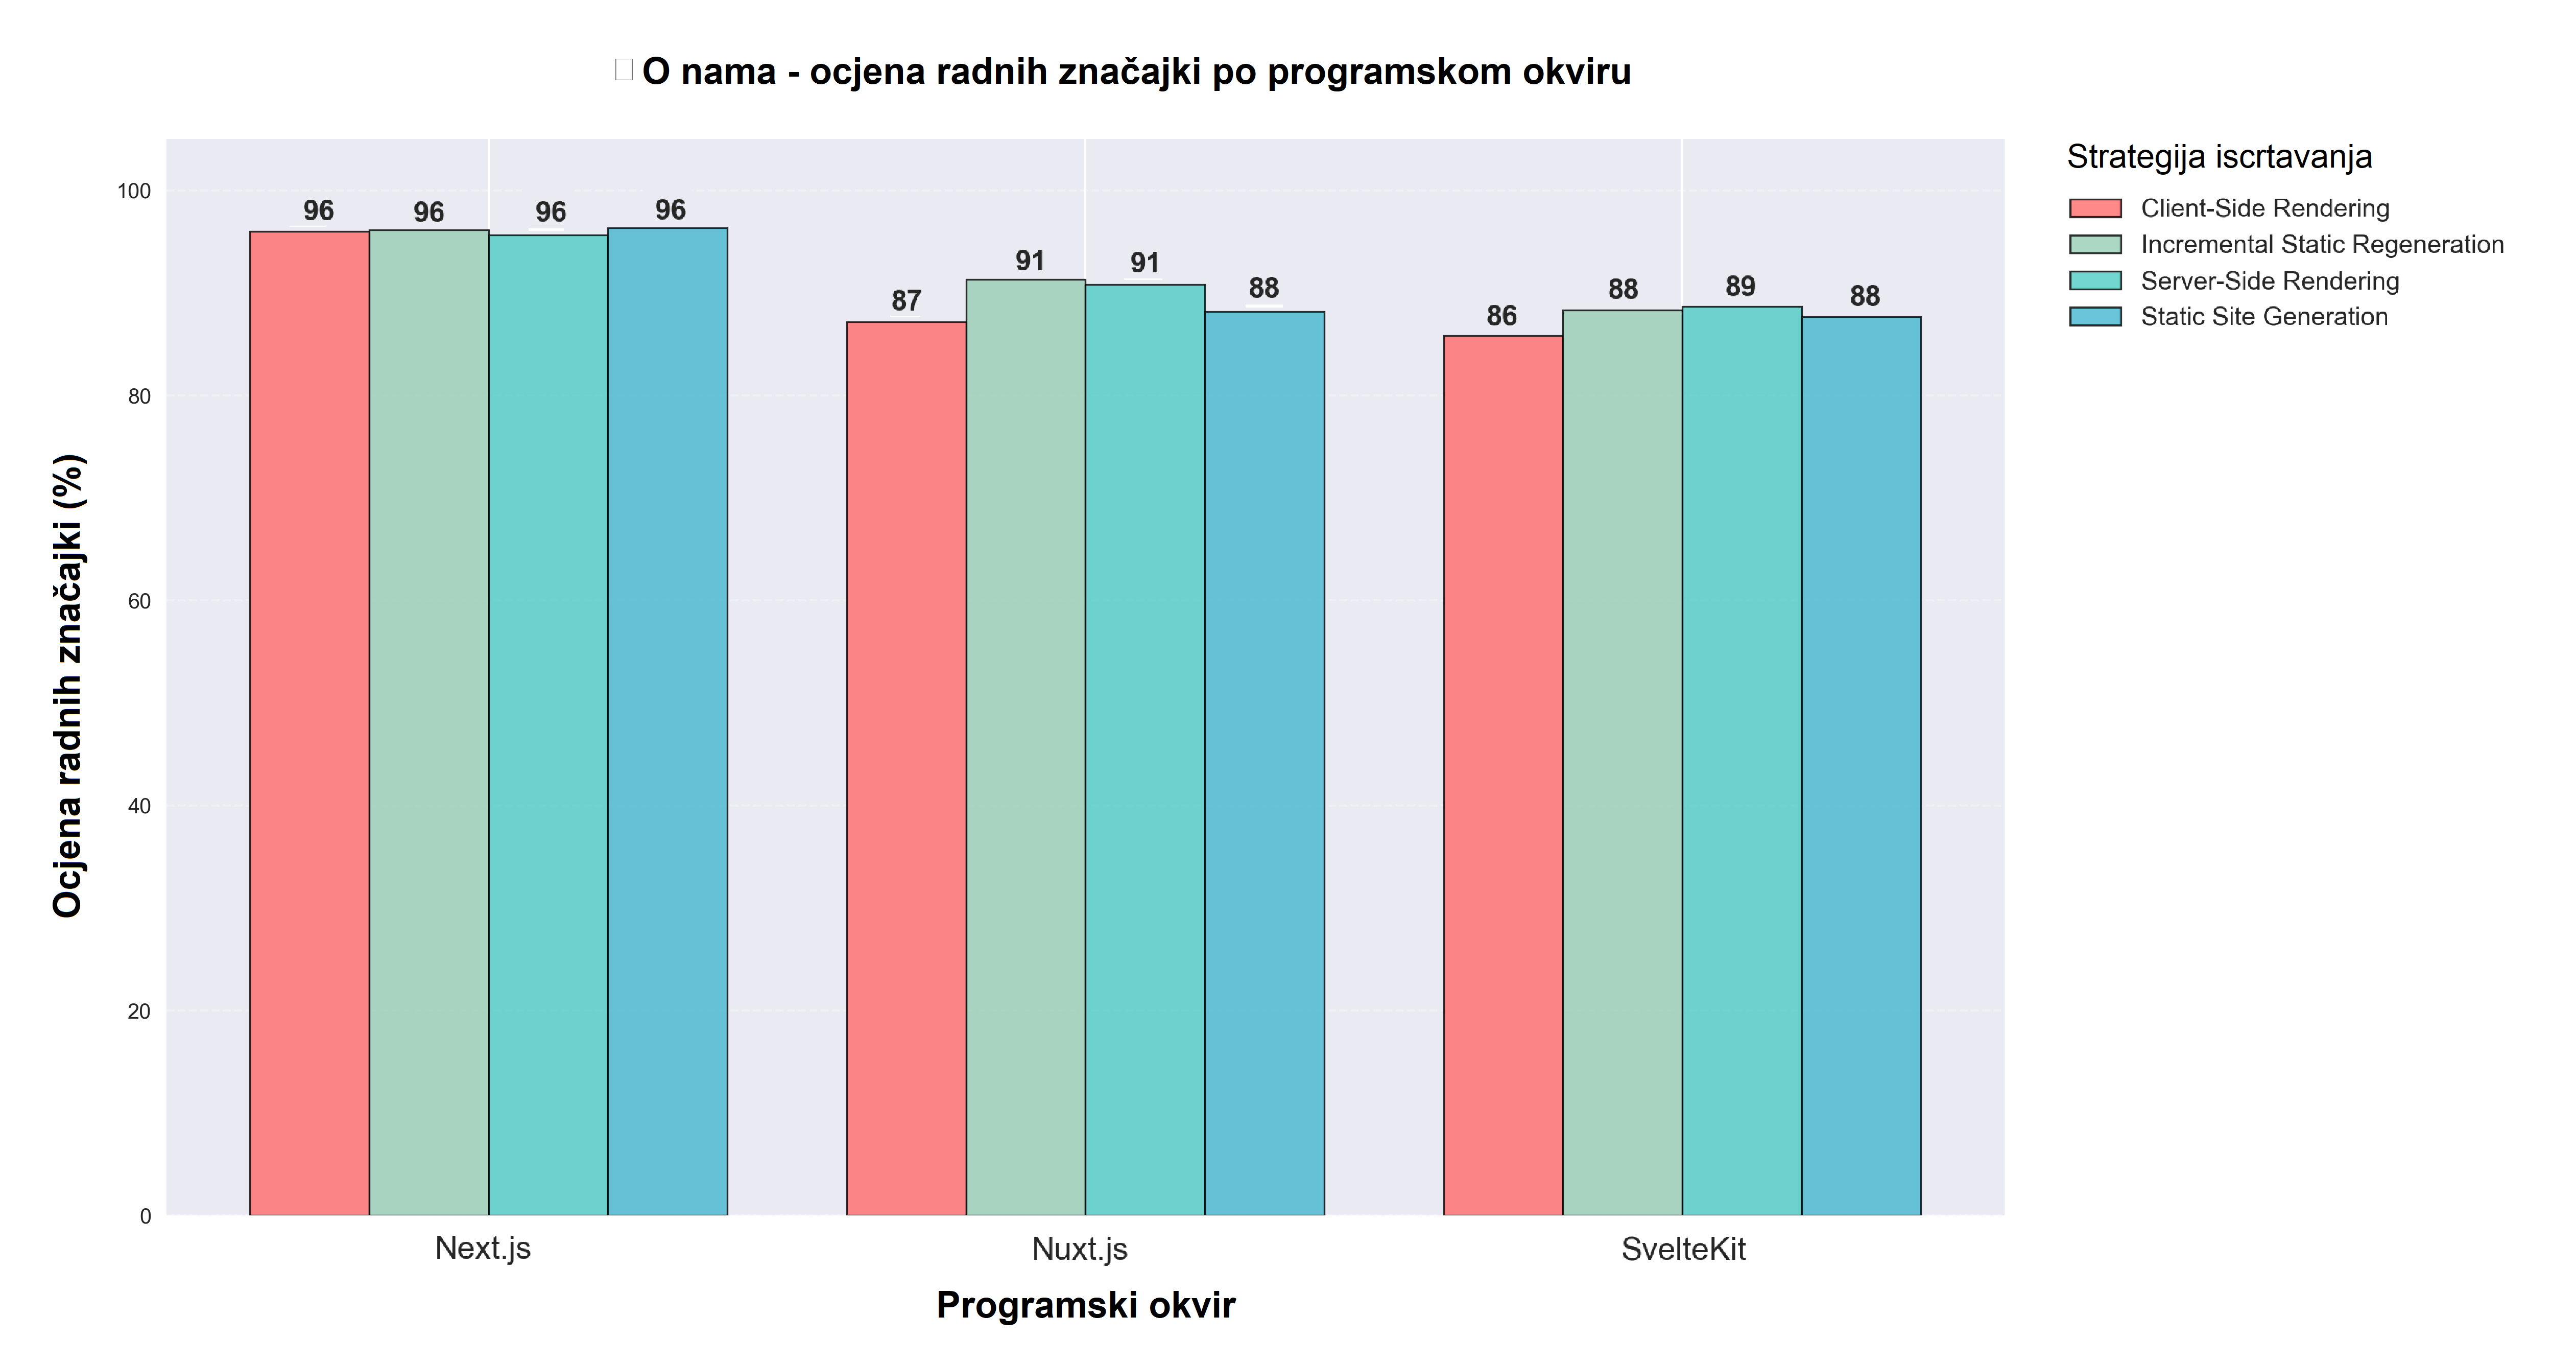 O nama - ocjena radnih značajki po programskom okviru
Strategija iscrtavanja
Client-Side Rendering
Incremental Static Regeneration
Server-Side Rendering
Static Site Generation
Ocjena radnih značajki (%)
100
80
60
40
20
0
96 96 96 96
87 91 91 88
86 88 89 88
Next.js Nuxt.js SvelteKit
Programski okvir